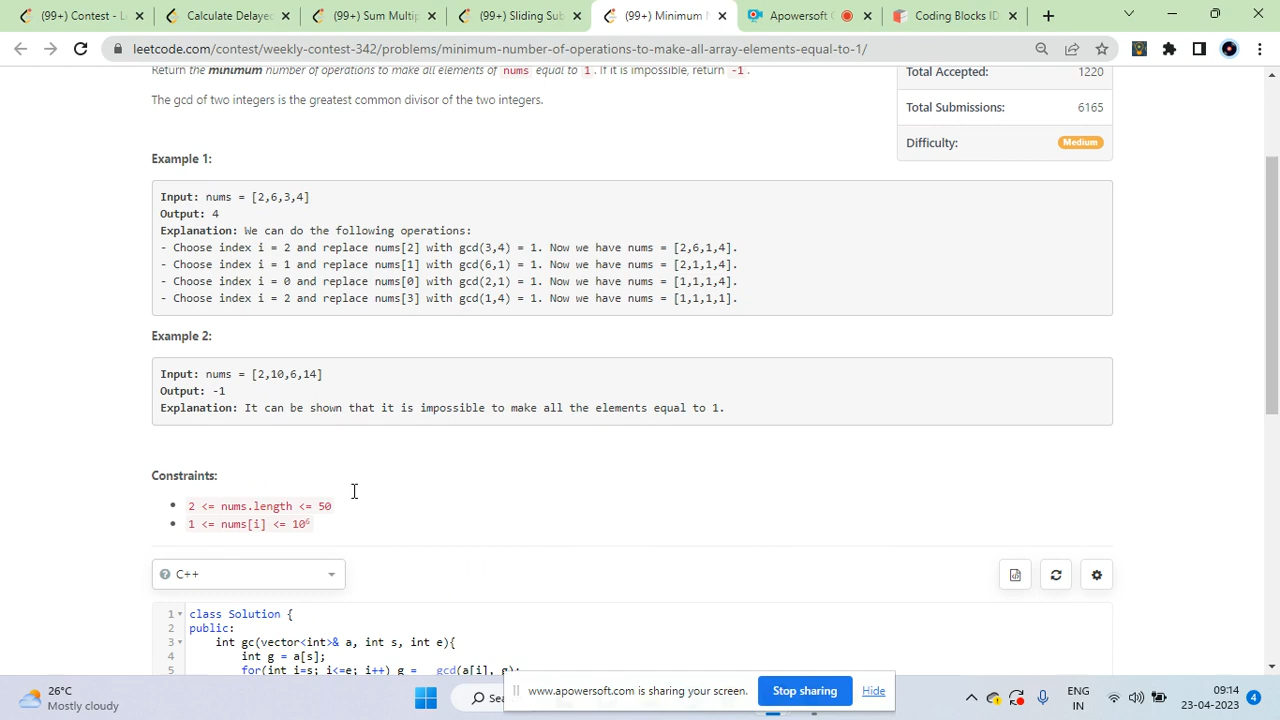 (99+) Contest - L
Calculate Delayed
(99+) Sum Multip
(99+) Sliding Sub
(99+) Minimum N
Apowersoft
Coding Blocks ID
leetcode.com/contest/weekly-contest-342/problems/minimum-number-of-operations-to-make-all-array-elements-equal-to-1/
Return the minimum number of operations to make all elements of nums equal to 1. If it is impossible, return -1.
The gcd of two integers is the greatest common divisor of the two integers.
Total Accepted: 1220
Total Submissions: 6165
Difficulty: Medium
Example 1:
Input: nums = [2,6,3,4]
Output: 4
Explanation: We can do the following operations:
- Choose index i = 2 and replace nums[2] with gcd(3,4) = 1. Now we have nums = [2,6,1,4].
- Choose index i = 1 and replace nums[1] with gcd(6,1) = 1. Now we have nums = [2,1,1,4].
- Choose index i = 0 and replace nums[0] with gcd(2,1) = 1. Now we have nums = [1,1,1,4].
- Choose index i = 2 and replace nums[3] with gcd(1,4) = 1. Now we have nums = [1,1,1,1].
Example 2:
Input: nums = [2,10,6,14]
Output: -1
Explanation: It can be shown that it is impossible to make all the elements equal to 1.
Constraints:
2 <= nums.length <= 50
1 <= nums[i] <= 10⁶
C++
1 class Solution {
2 public:
3 int gc(vector<int>& a, int s, int e){
4 int g = a[s];
5 for(int i=s; i<=e; i++) g = __gcd(a[i], g);
www.apowersoft.com is sharing your screen.
Stop sharing
Hide
26°C
Mostly cloudy
Sea
ENG
IN
09:14
23-04-2023
4